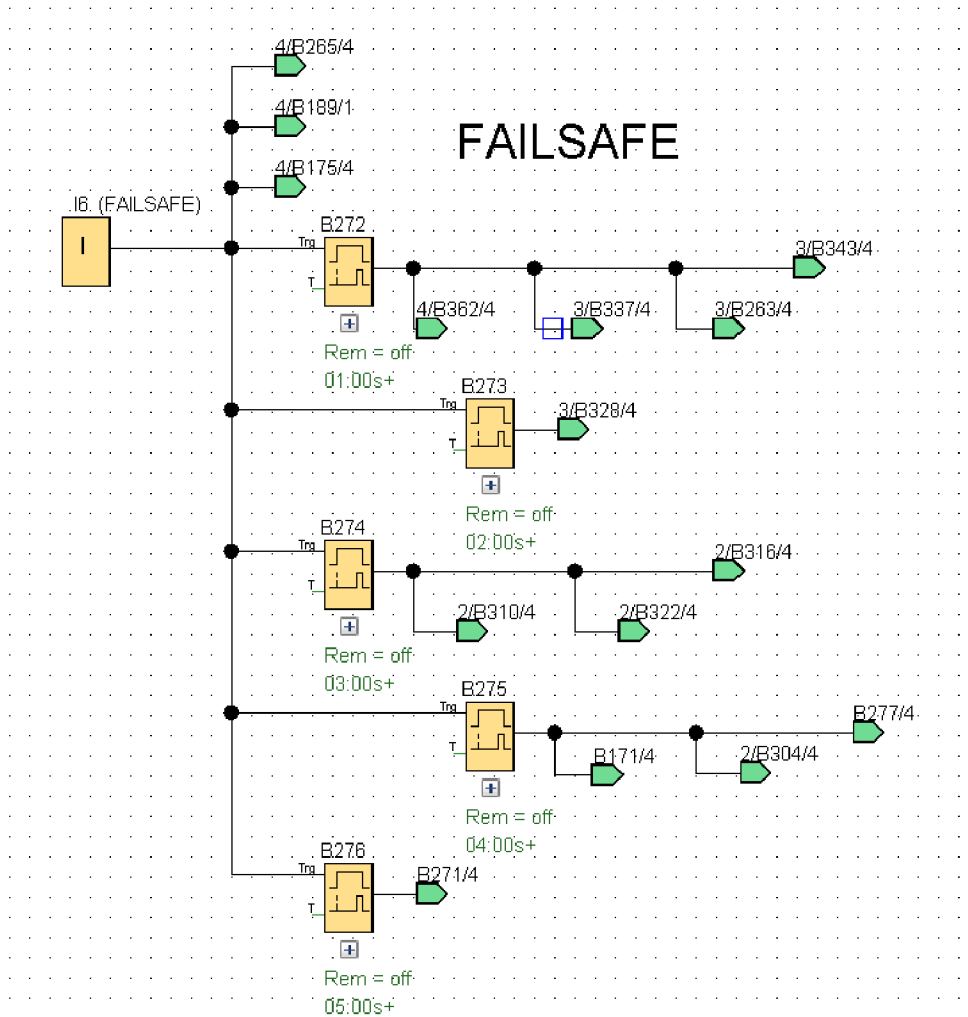 4/B265/4
4/B189/1
FAILSAFE
4/B175/4
I6. (FAILSAFE)
I
B272
Trg
T
3/B343/4
4/B362/4
3/B337/4
3/B263/4
Rem = off
01:00s+
B273
Trg
T
3/B328/4
Rem = off
02:00s+
B274
Trg
T
2/B316/4
2/B310/4
2/B322/4
Rem = off
03:00s+
B275
Trg
T
B277/4
B171/4
2/B304/4
Rem = off
04:00s+
B276
Trg
T
B271/4
Rem = off
05:00s+